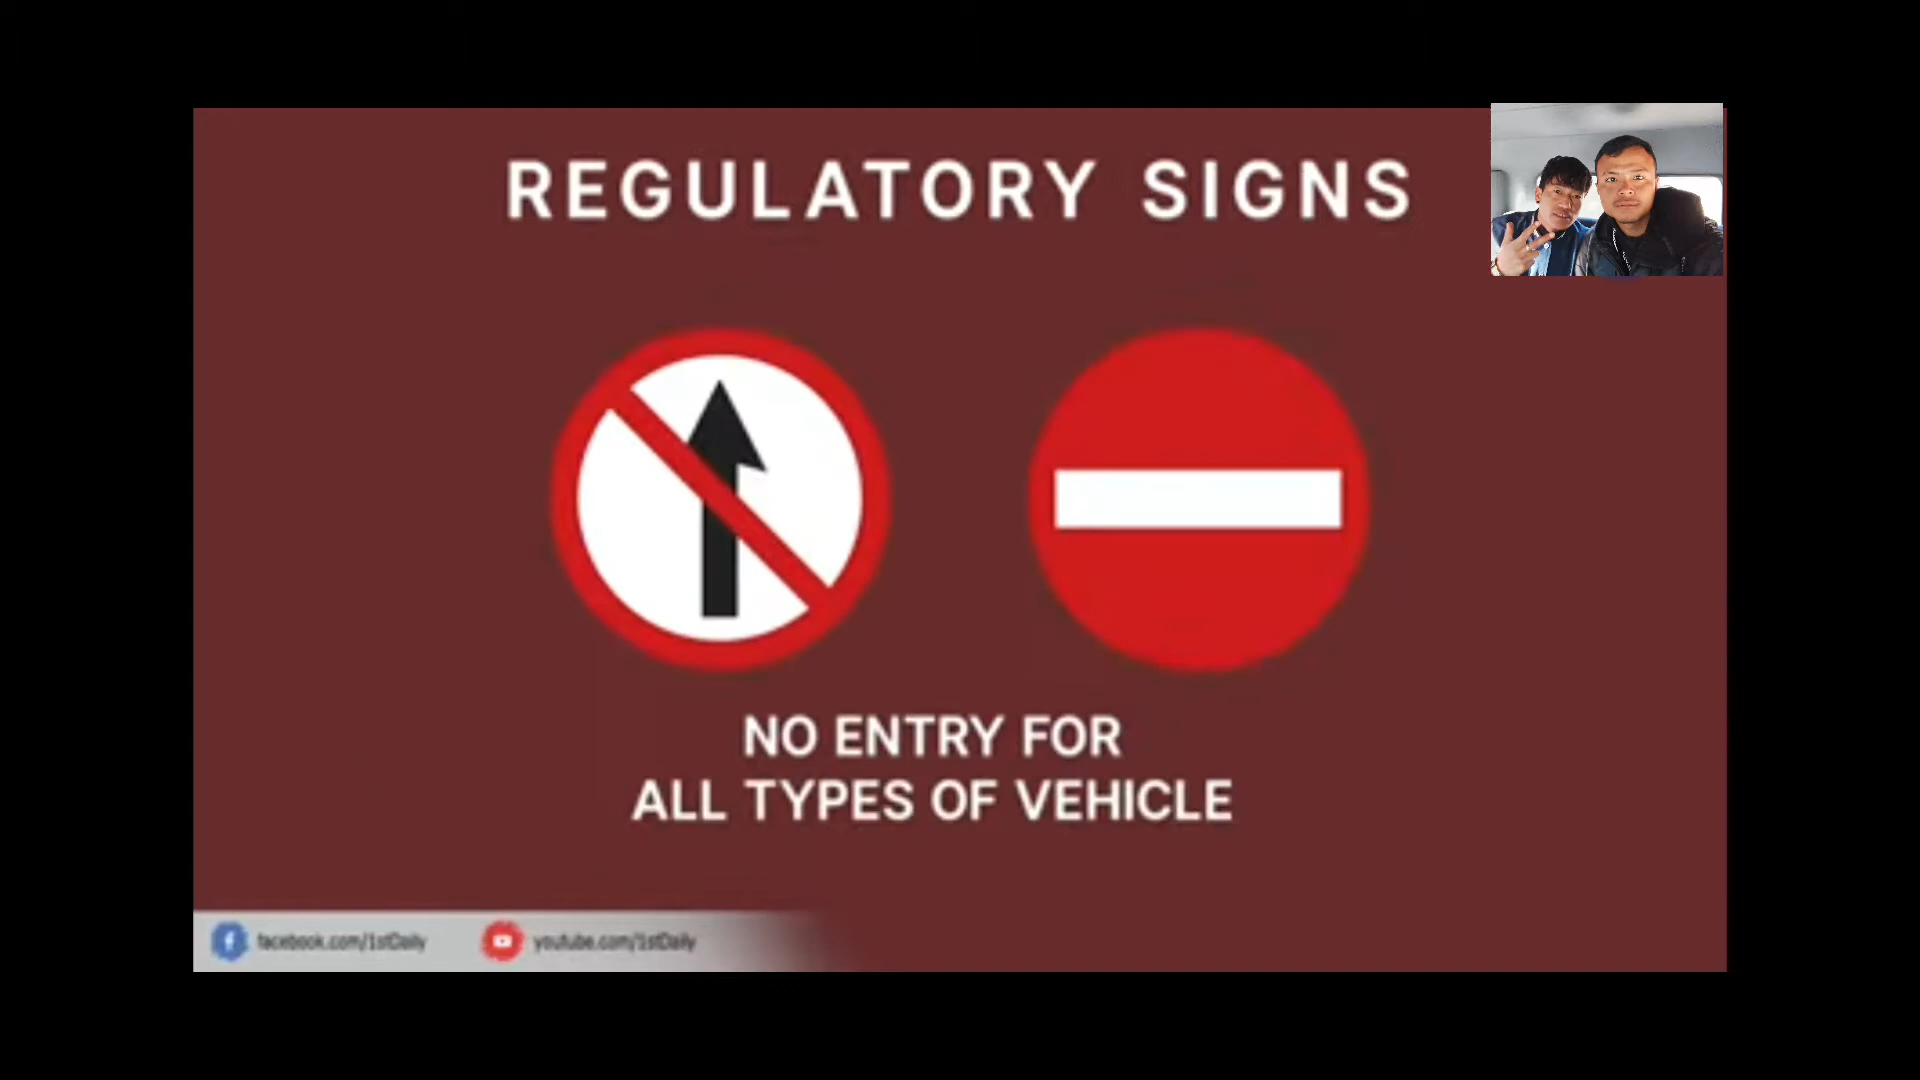 REGULATORY SIGNS
NO ENTRY FOR
ALL TYPES OF VEHICLE
facebook.com/1stDaily
youtube.com/1stDaily